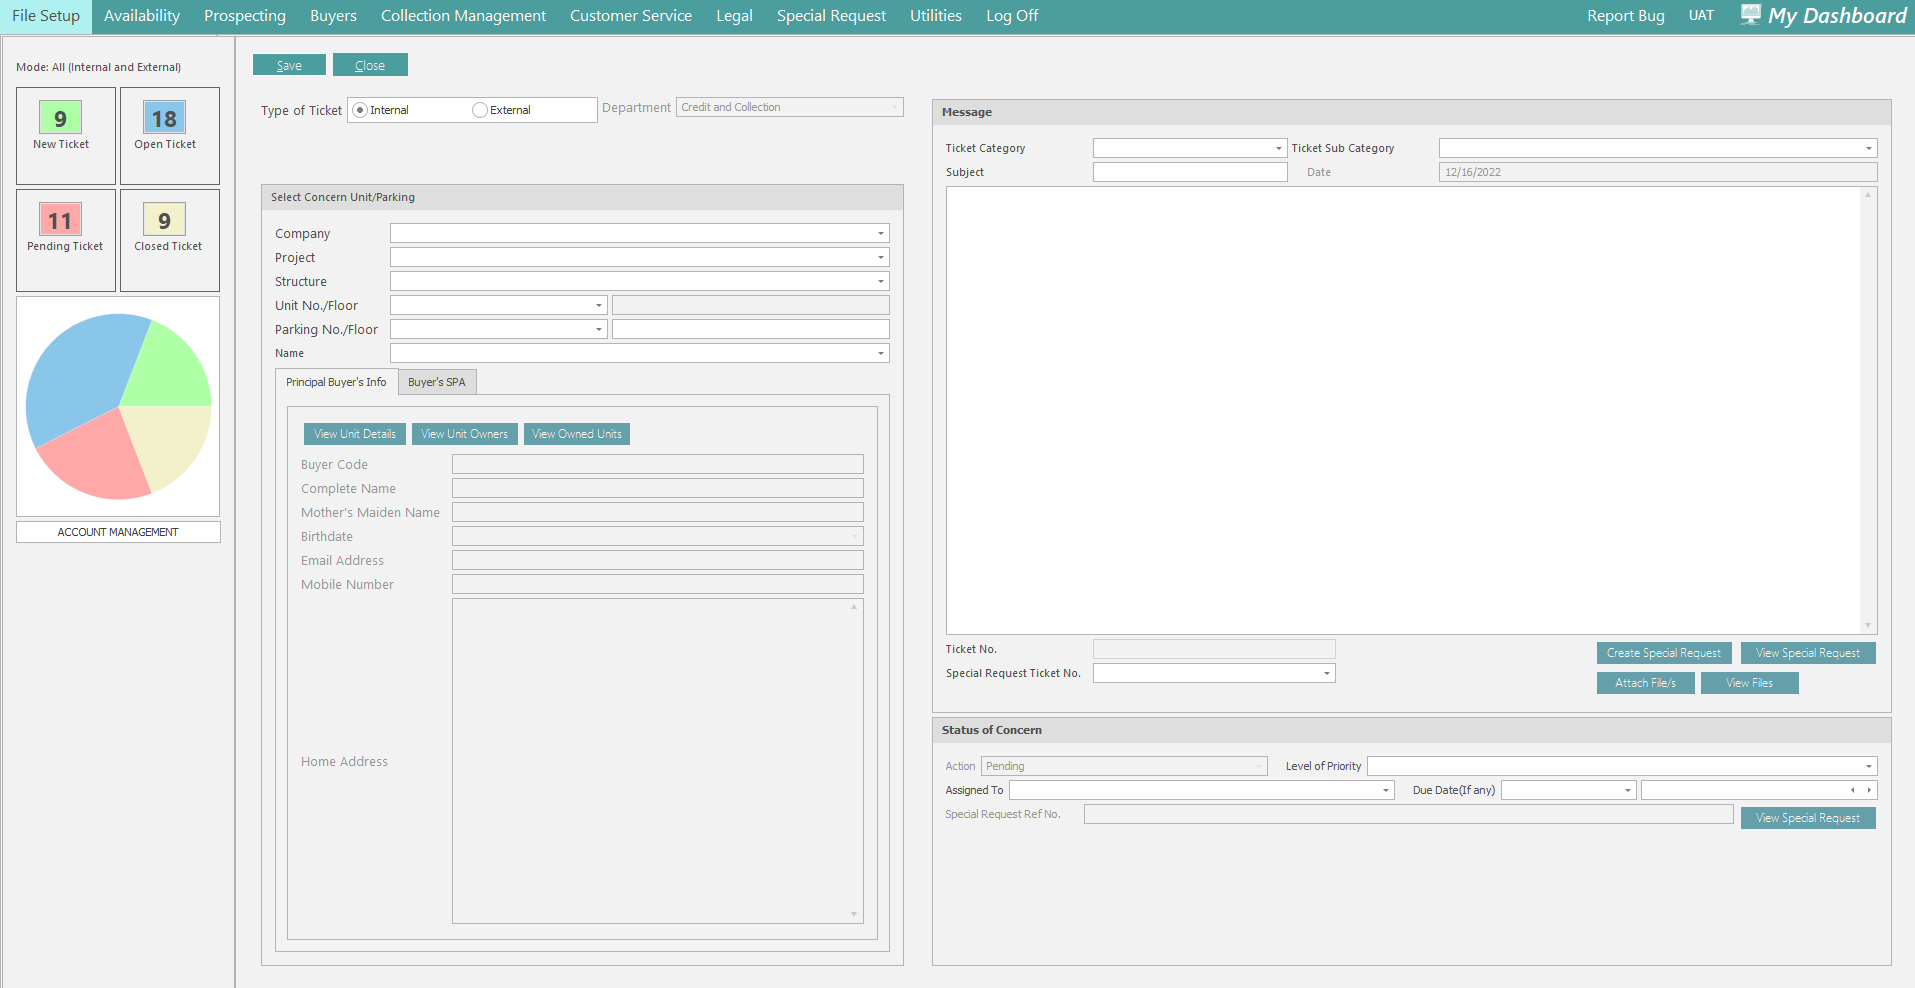 File Setup Availability Prospecting Buyers Collection Management Customer Service Legal Special Request Utilities Log Off Report Bug UAT My Dashboard
Mode: All (Internal and External)
9 New Ticket
18 Open Ticket
11 Pending Ticket
9 Closed Ticket
ACCOUNT MANAGEMENT
Save Close
Type of Ticket Internal External Department Credit and Collection
Select Concern Unit/Parking
Company
Project
Structure
Unit No./Floor
Parking No./Floor
Name
Principal Buyer's Info Buyer's SPA
View Unit Details View Unit Owners View Owned Units
Buyer Code
Complete Name
Mother's Maiden Name
Birthdate
Email Address
Mobile Number
Home Address
Message
Ticket Category Ticket Sub Category
Subject Date 12/16/2022
Ticket No.
Special Request Ticket No.
Create Special Request View Special Request
Attach File/s View Files
Status of Concern
Action Pending Level of Priority
Assigned To Due Date(If any)
Special Request Ref No. View Special Request